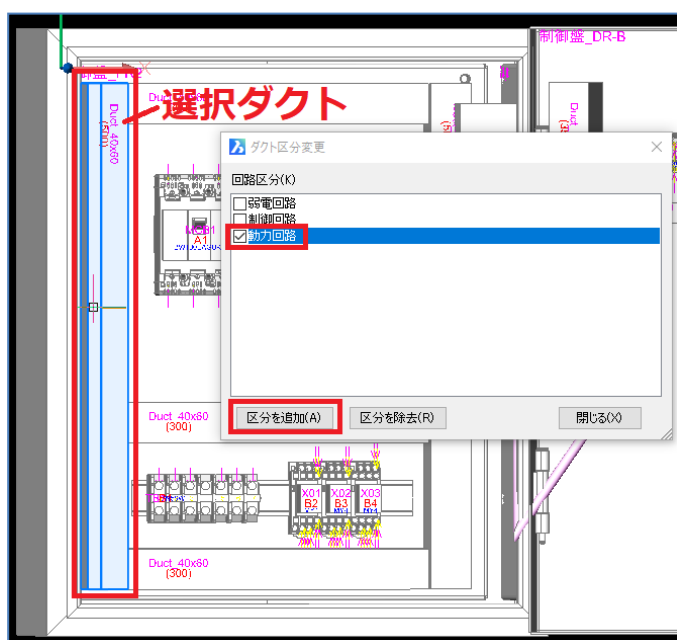 制御盤_DR-B
選択ダクト
Duct_40x60
ダクト区分変更
回路区分(K)
弱電回路
制御回路
動力回路
A1
区分を追加(A)
区分を除去(R)
閉じる(X)
Duct_40x60
(300)
X01
X02
X03
B2
B3
B4
Duct_40x60
(300)